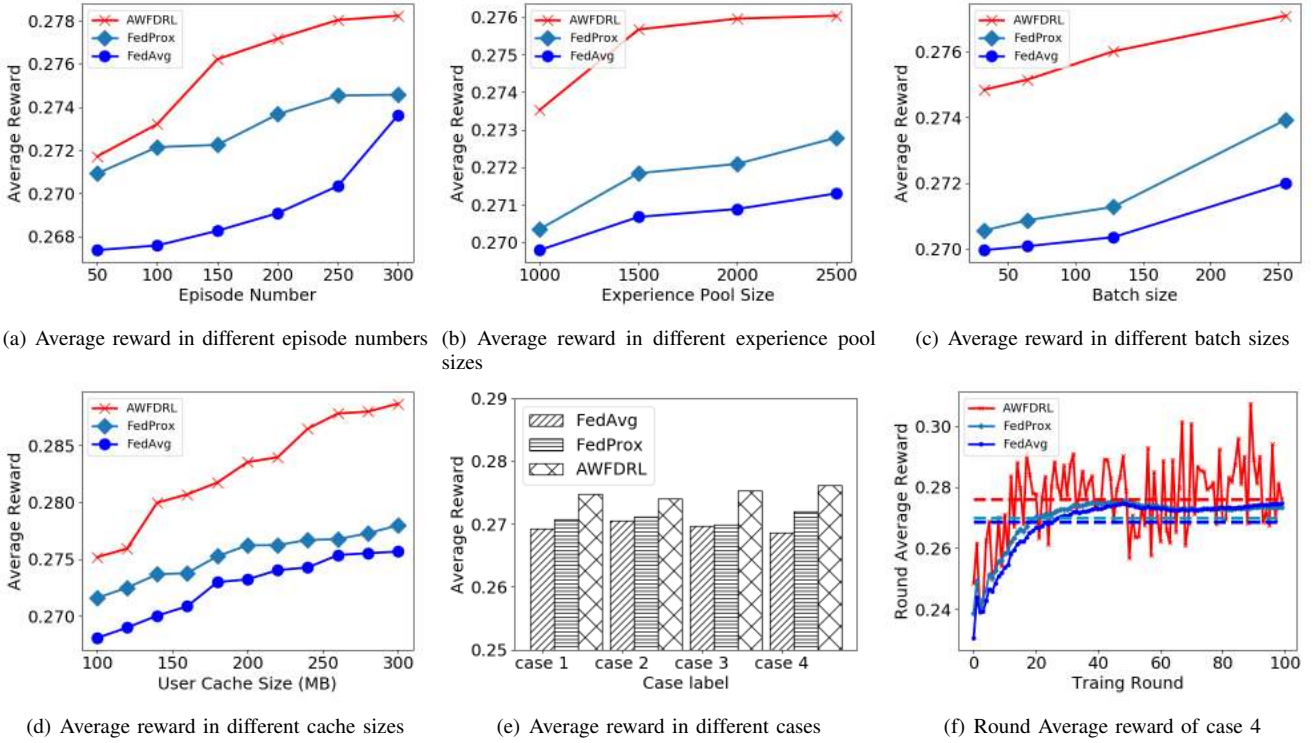 0.278
0.276
0.274
0.272
0.270
0.268
Average Reward
AWFDRL
FedProx
FedAvg
50 100 150 200 250 300
Episode Number
(a) Average reward in different episode numbers
0.276
0.275
0.274
0.273
0.272
0.271
0.270
Average Reward
AWFDRL
FedProx
FedAvg
1000 1500 2000 2500
Experience Pool Size
(b) Average reward in different experience pool
sizes
0.276
0.274
0.272
0.270
Average Reward
AWFDRL
FedProx
FedAvg
50 100 150 200 250
Batch size
(c) Average reward in different batch sizes
0.285
0.280
0.275
0.270
Average Reward
AWFDRL
FedProx
FedAvg
100 150 200 250 300
User Cache Size (MB)
(d) Average reward in different cache sizes
0.29
0.28
0.27
0.26
0.25
Average Reward
FedAvg
FedProx
AWFDRL
case 1 case 2 case 3 case 4
Case label
(e) Average reward in different cases
0.30
0.28
0.26
0.24
Round Average Reward
AWFDRL
FedProx
FedAvg
0 20 40 60 80 100
Traing Round
(f) Round Average reward of case 4